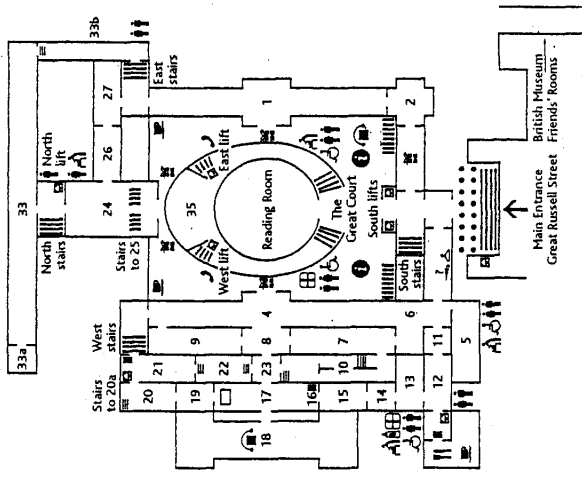 33a
33
North
stairs
North
lift
33b
Stairs
to 20a
West
stairs
24
26
27
Stairs
to 25
East
stairs
20
21
9
19
22
8
23
17
18
16
10
7
15
14
4
35
West lift
East lift
Reading Room
1
The
Great Court
South lifts
South
stairs
2
13
6
12
11
5
?
Main Entrance
Great Russell Street
British Museum
Friends' Rooms